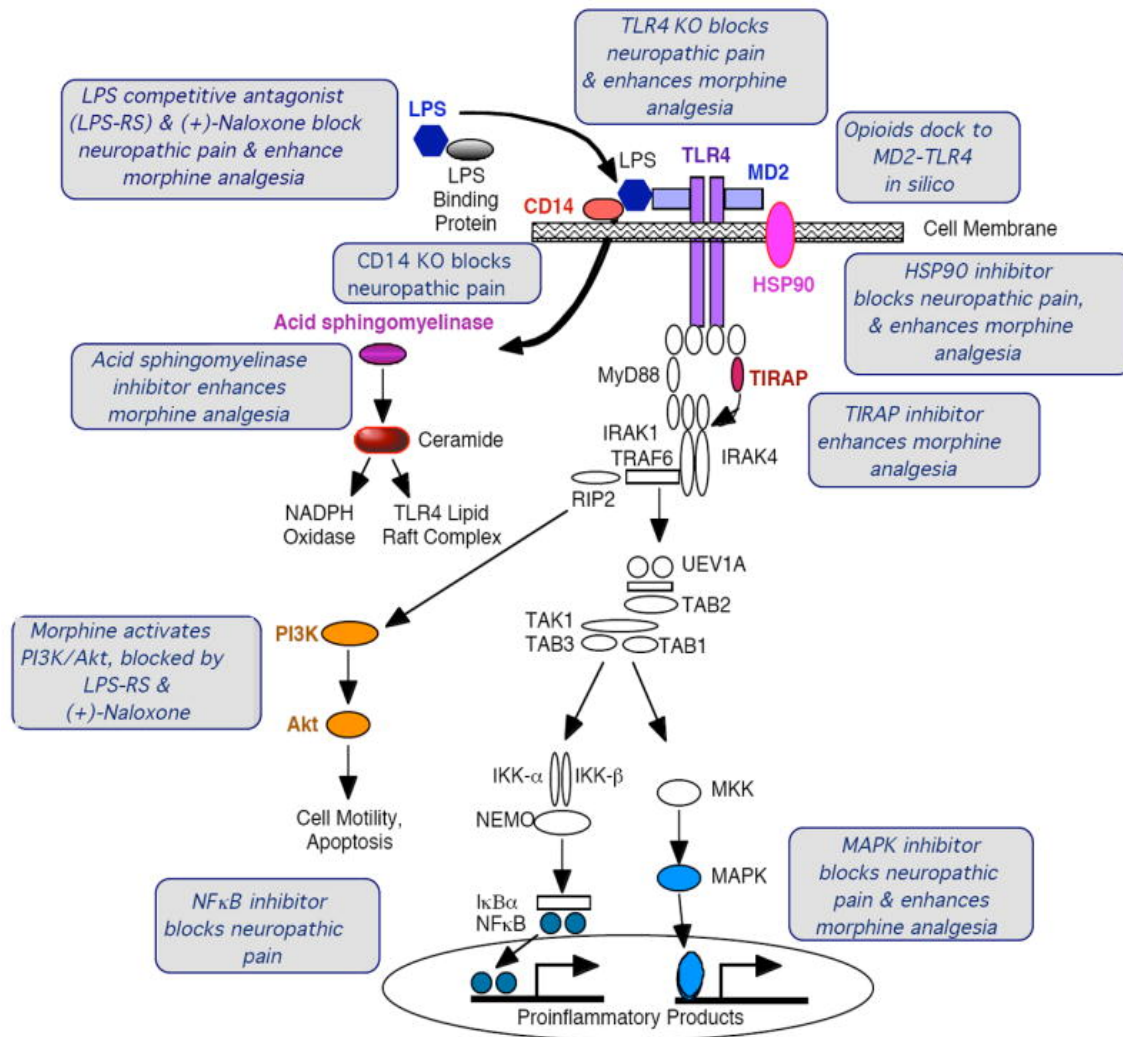 TLR4 KO blocks
neuropathic pain
& enhances morphine
analgesia
LPS competitive antagonist
(LPS-RS) & (+)-Naloxone block
neuropathic pain & enhance
morphine analgesia
LPS
LPS
Binding
Protein
LPS
TLR4
MD2
CD14
Opioids dock to
MD2-TLR4
in silico
Cell Membrane
CD14 KO blocks
neuropathic pain
HSP90
HSP90 inhibitor
blocks neuropathic pain,
& enhances morphine
analgesia
Acid sphingomyelinase
Acid sphingomyelinase
inhibitor enhances
morphine analgesia
MyD88
TIRAP
TIRAP inhibitor
enhances morphine
analgesia
Ceramide
IRAK1
TRAF6
IRAK4
RIP2
NADPH
Oxidase
TLR4 Lipid
Raft Complex
UEV1A
TAB2
TAK1
TAB3
TAB1
Morphine activates
PI3K/Akt, blocked by
LPS-RS &
(+)-Naloxone
PI3K
Akt
Cell Motility,
Apoptosis
IKK-α
IKK-β
NEMO
MKK
MAPK
MAPK inhibitor
blocks neuropathic
pain & enhances
morphine analgesia
NFκB inhibitor
blocks neuropathic
pain
IκBα
NFκB
Proinflammatory Products